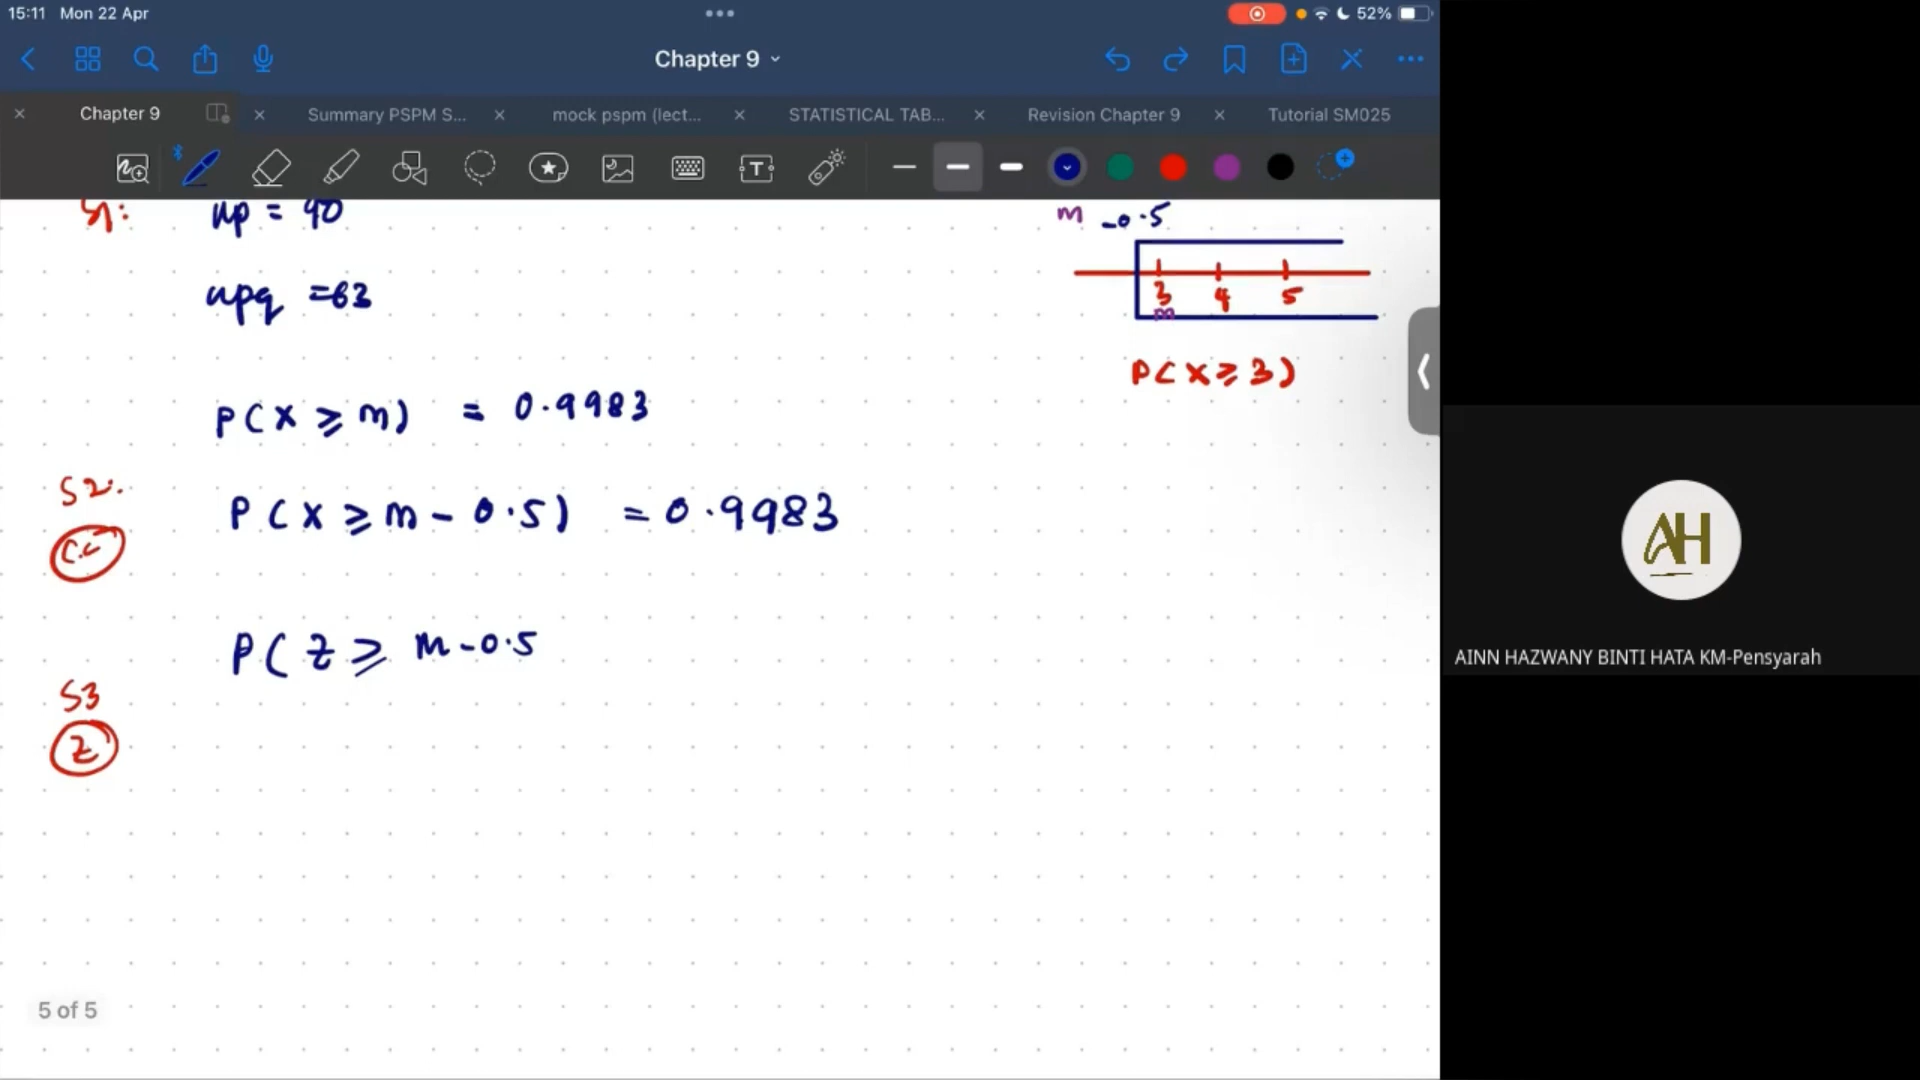 15:11 Mon 22 Apr
52%
Chapter 9
Chapter 9
Summary PSPM S...
mock pspm (lect...
STATISTICAL TAB...
Revision Chapter 9
Tutorial SM025
S1: np = 90
m -0.5
npq = 63
3 4 5
m
P(X ≥ 3)
P(X ≥ m) = 0.9983
S2:
P(X ≥ m - 0.5) = 0.9983
C.C
P(Z ≥ m - 0.5
S3
Z
5 of 5
AH
AINN HAZWANY BINTI HATA KM-Pensyarah